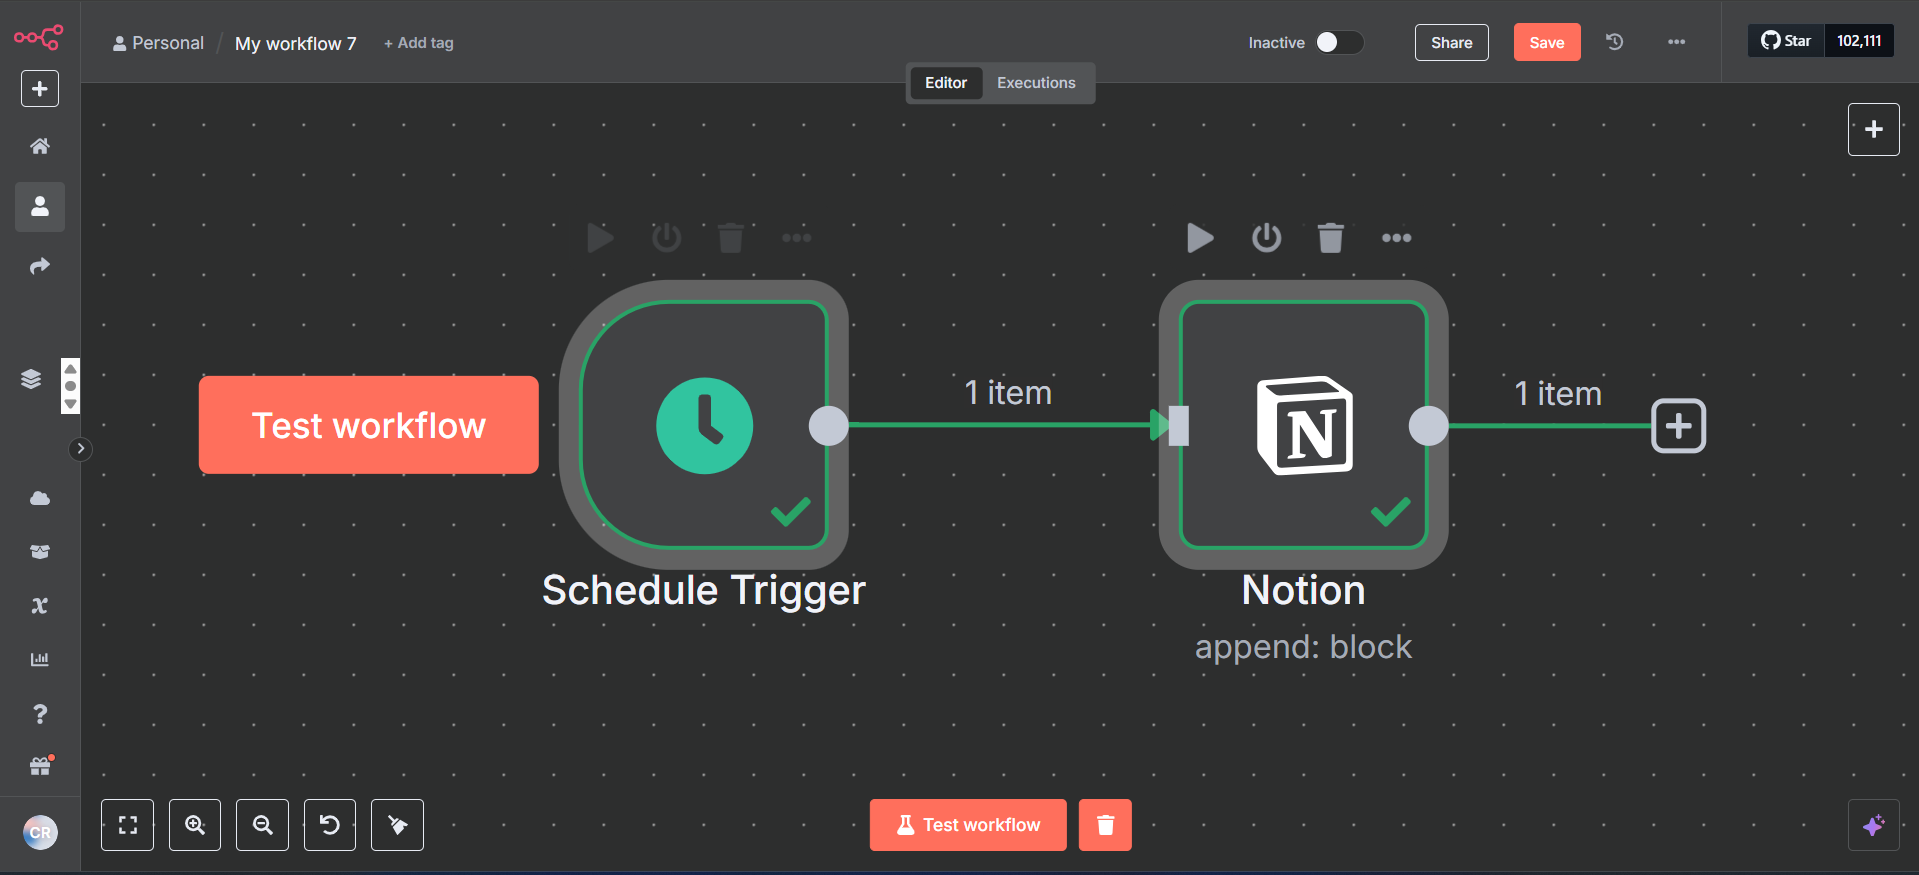 Personal / My workflow 7 + Add tag
Inactive
Share
Save
Star 102,111
Editor Executions
Test workflow
1 item
1 item
N
Schedule Trigger
Notion
append: block
CR
Test workflow